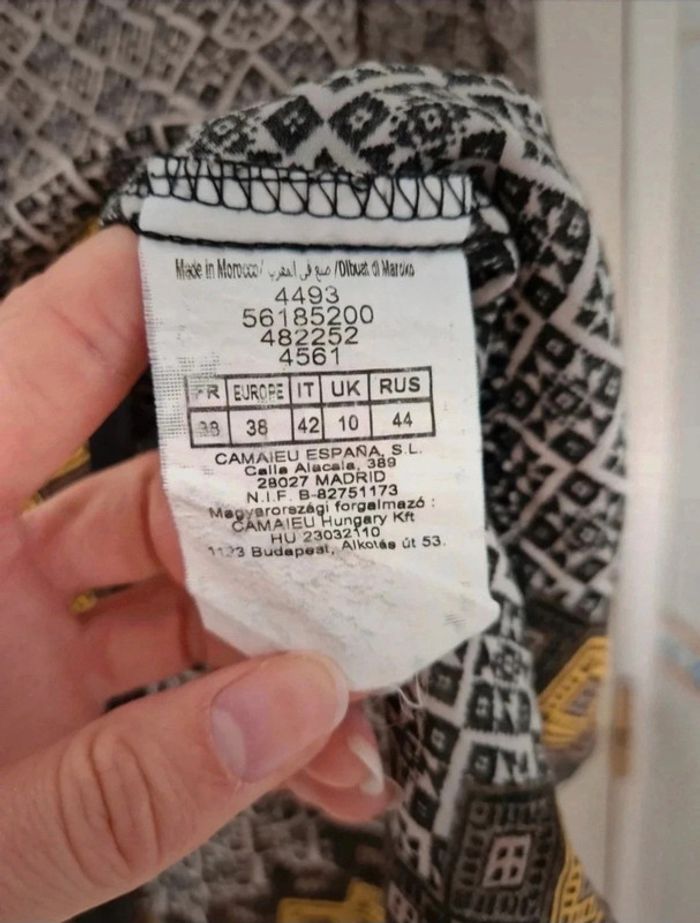 Made in Morocco/ صنع في المغرب /Dibuat di Maroko
4493
56185200
482252
4561
FR EUROPE IT UK RUS
38 38 42 10 44
CAMAIEU ESPAÑA, S.L.
Calla Alacala, 389
28027 MADRID
N.I.F. B-82751173
Magyarországi forgalmazó :
CAMAIEU Hungary Kft
HU 23032110
1123 Budapest, Alkotás út 53.